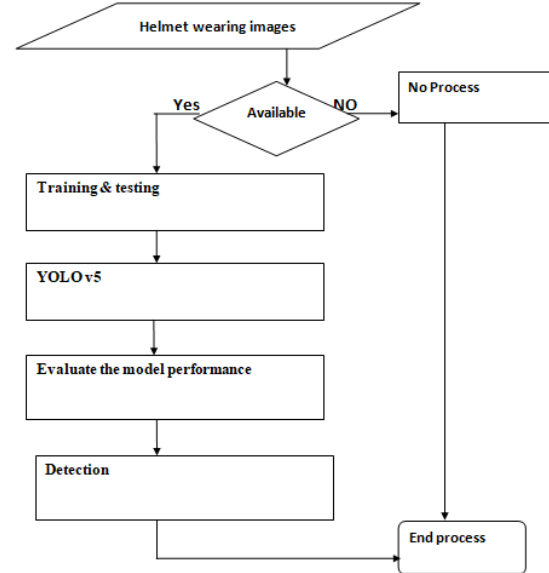 Helmet wearing images
Yes
Available
NO
No Process
Training & testing
YOLO v5
Evaluate the model performance
Detection
End process